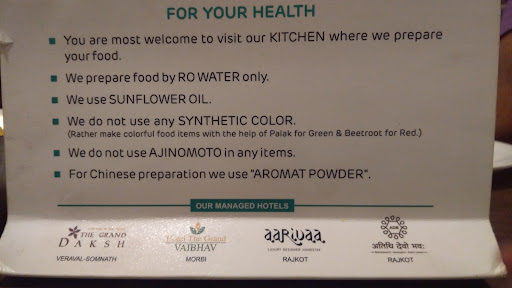 FOR YOUR HEALTH
You are most welcome to visit our KITCHEN where we prepare
your food.
We prepare food by RO WATER only.
We use SUNFLOWER OIL.
We do not use any SYNTHETIC COLOR.
(Rather make colorful food items with the help of Palak for Green & Beetroot for Red.)
We do not use AJINOMOTO in any items.
For Chinese preparation we use "AROMAT POWDER".
OUR MANAGED HOTELS
THE GRAND
DAKSH
VERAVAL-SOMNATH
Hotel The Grand
VAIBHAV
MORBI
RAJKOT
अतिथि देवो भवः
RAJKOT